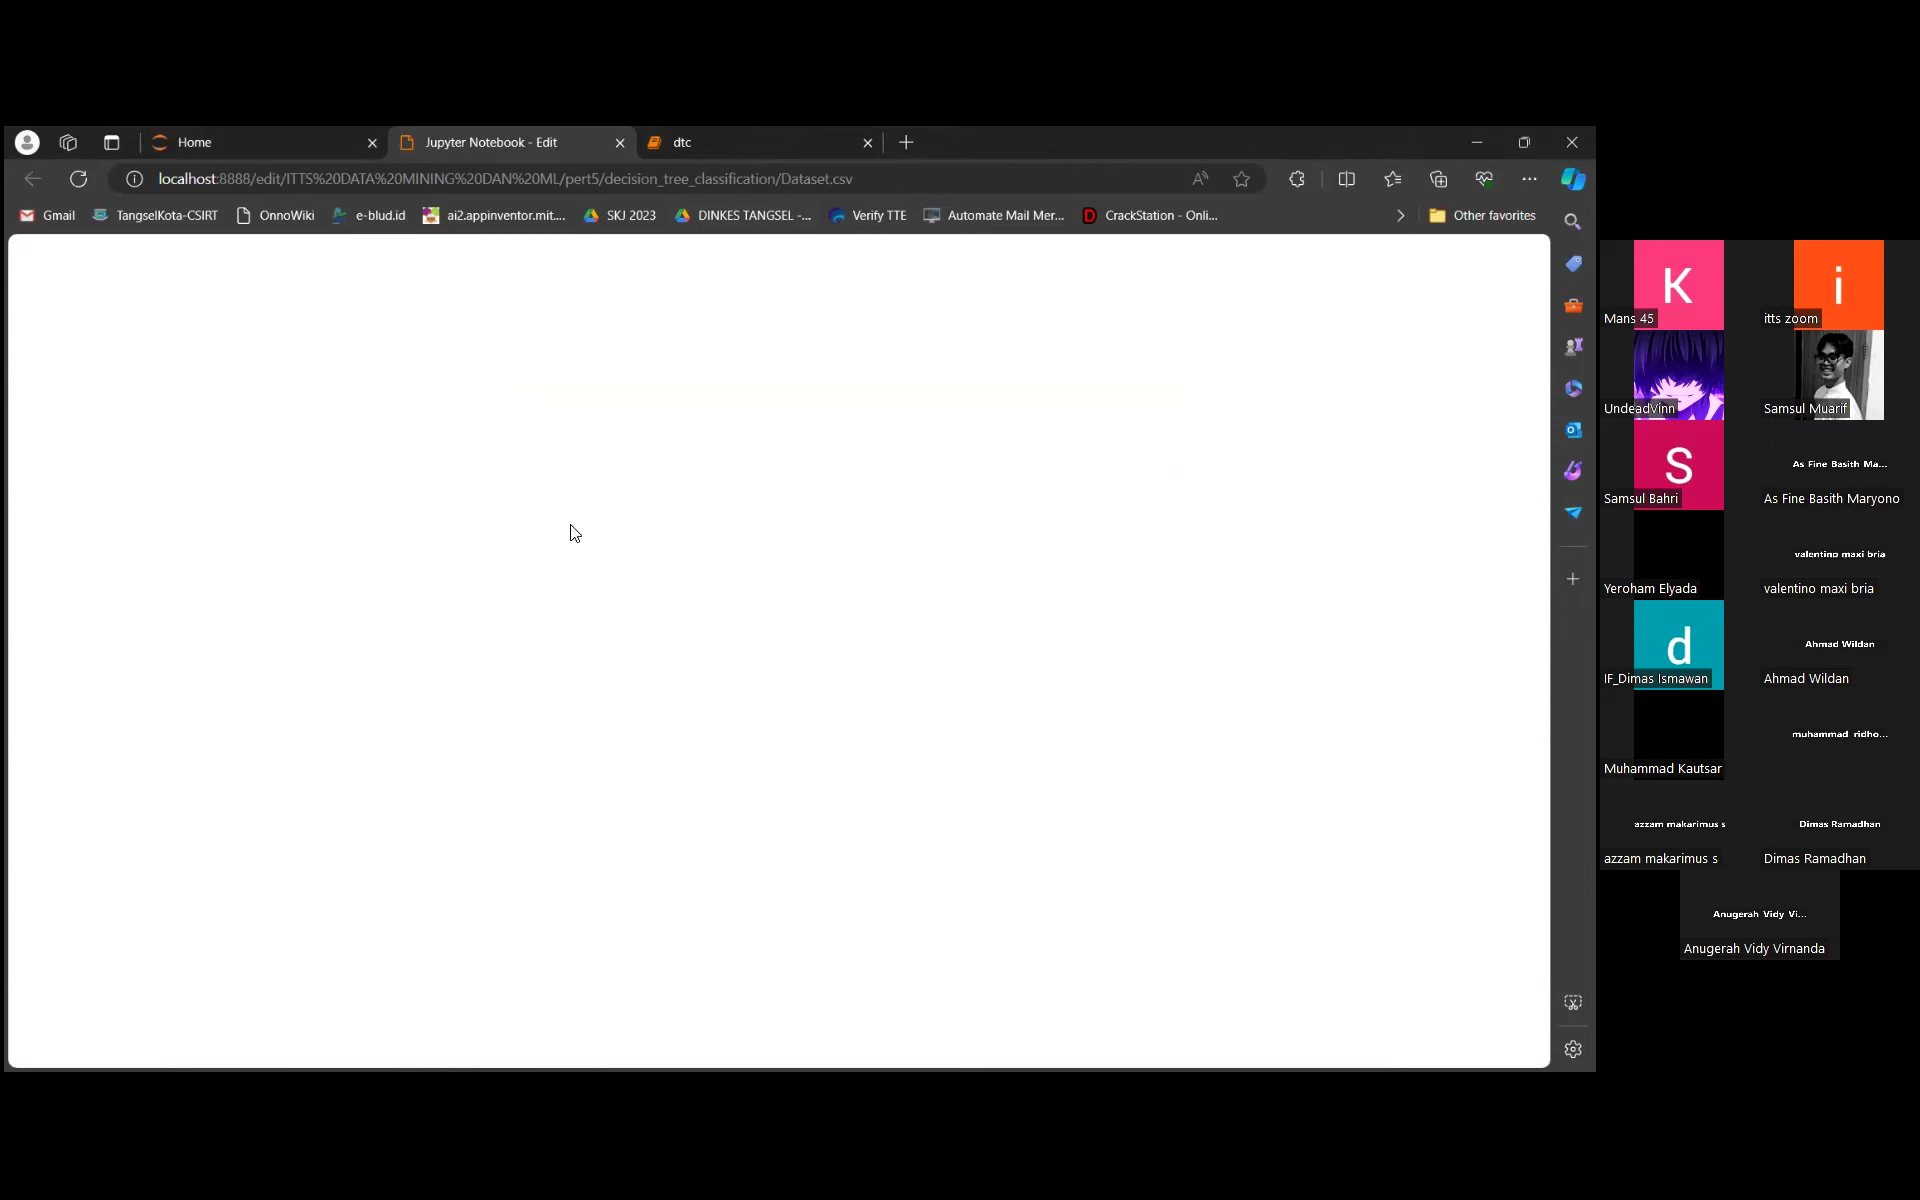 Home
Jupyter Notebook - Edit
dtc
localhost:8888/edit/ITTS%20DATA%20MINING%20DAN%20ML/pert5/decision_tree_classification/Dataset.csv
Gmail
TangselKota-CSIRT
OnnoWiki
e-blud.id
ai2.appinventor.mit....
SKJ 2023
DINKES TANGSEL -...
Verify TTE
Automate Mail Mer...
D CrackStation - Onli...
Other favorites
K
Mans 45
i
itts zoom
UndeadVinn
Samsul Muarif
S
Samsul Bahri
As Fine Basith Ma...
As Fine Basith Maryono
Yeroham Elyada
valentino maxi bria
valentino maxi bria
d
IF_Dimas Ismawan
Ahmad Wildan
Ahmad Wildan
Muhammad Kautsar
muhammad ridho...
azzam makarimus s
azzam makarimus s
Dimas Ramadhan
Dimas Ramadhan
Anugerah Vidy Vi...
Anugerah Vidy Virnanda